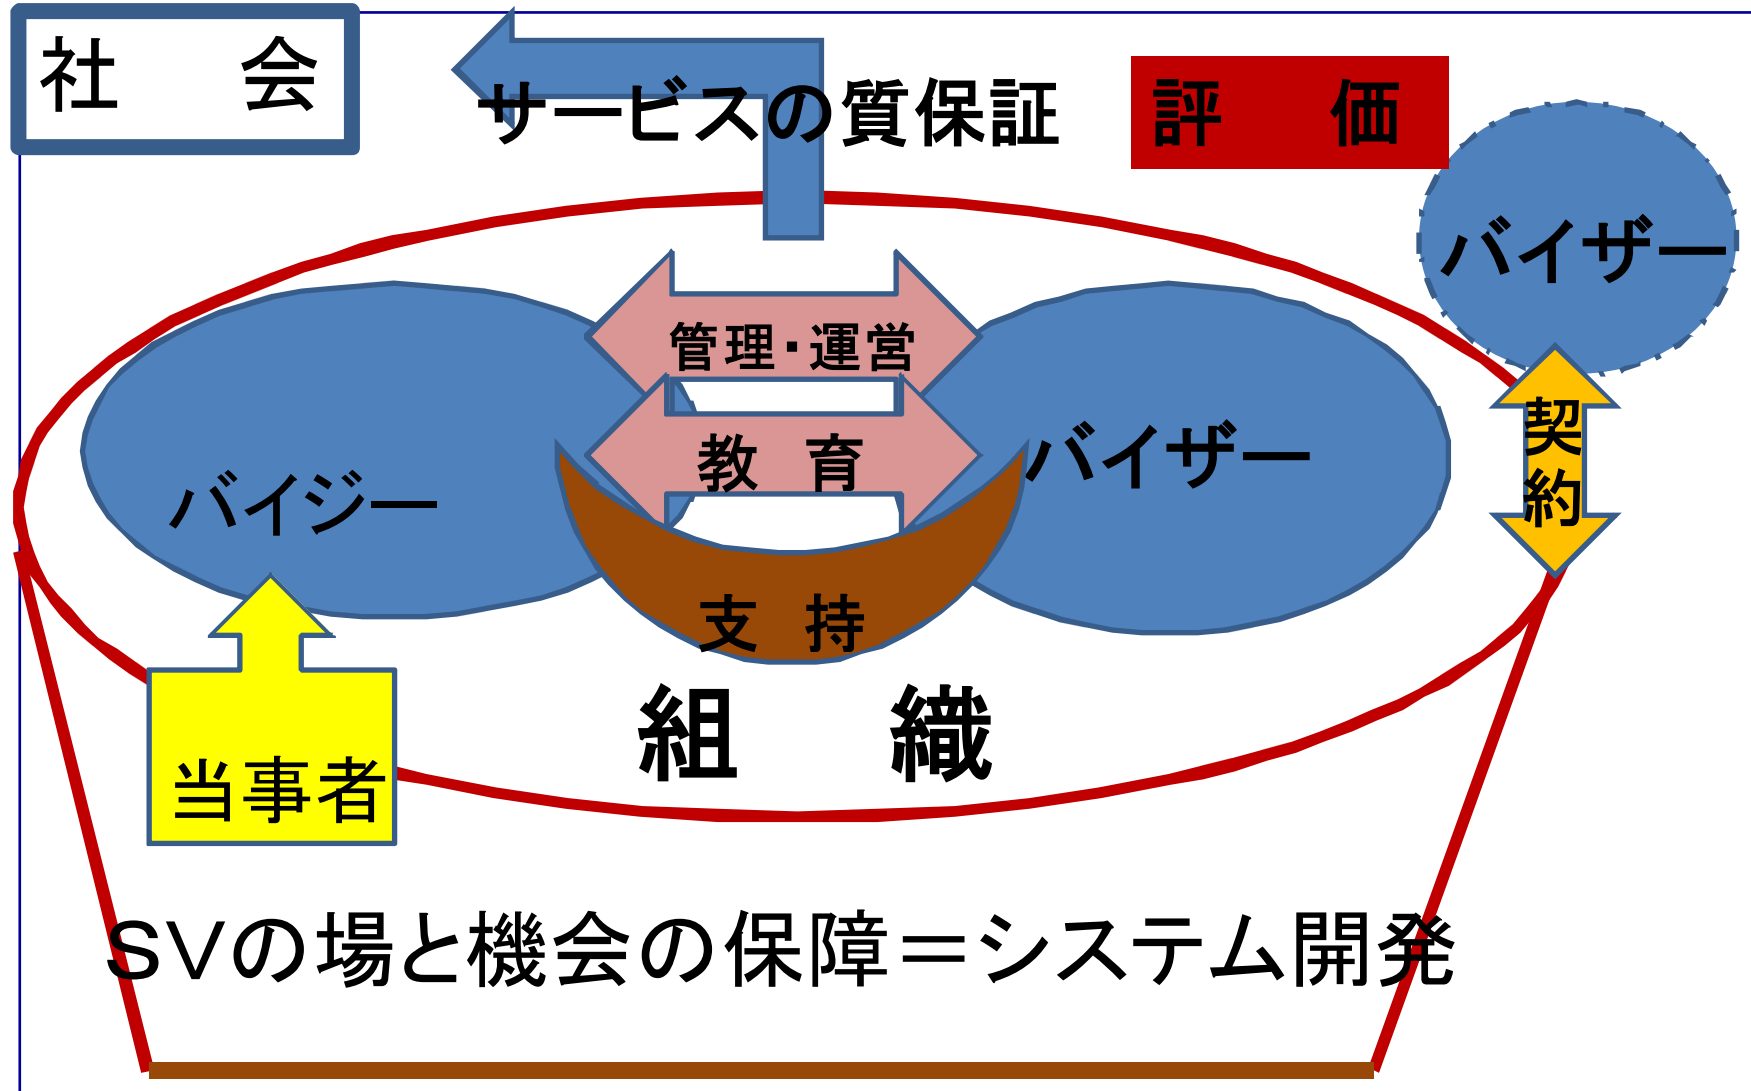 社　会
サービスの質保証
評　価
バイザー
管理・運営
契約
教　育
バイザー
バイジー
支　持
組　織
当事者
SVの場と機会の保障＝システム開発